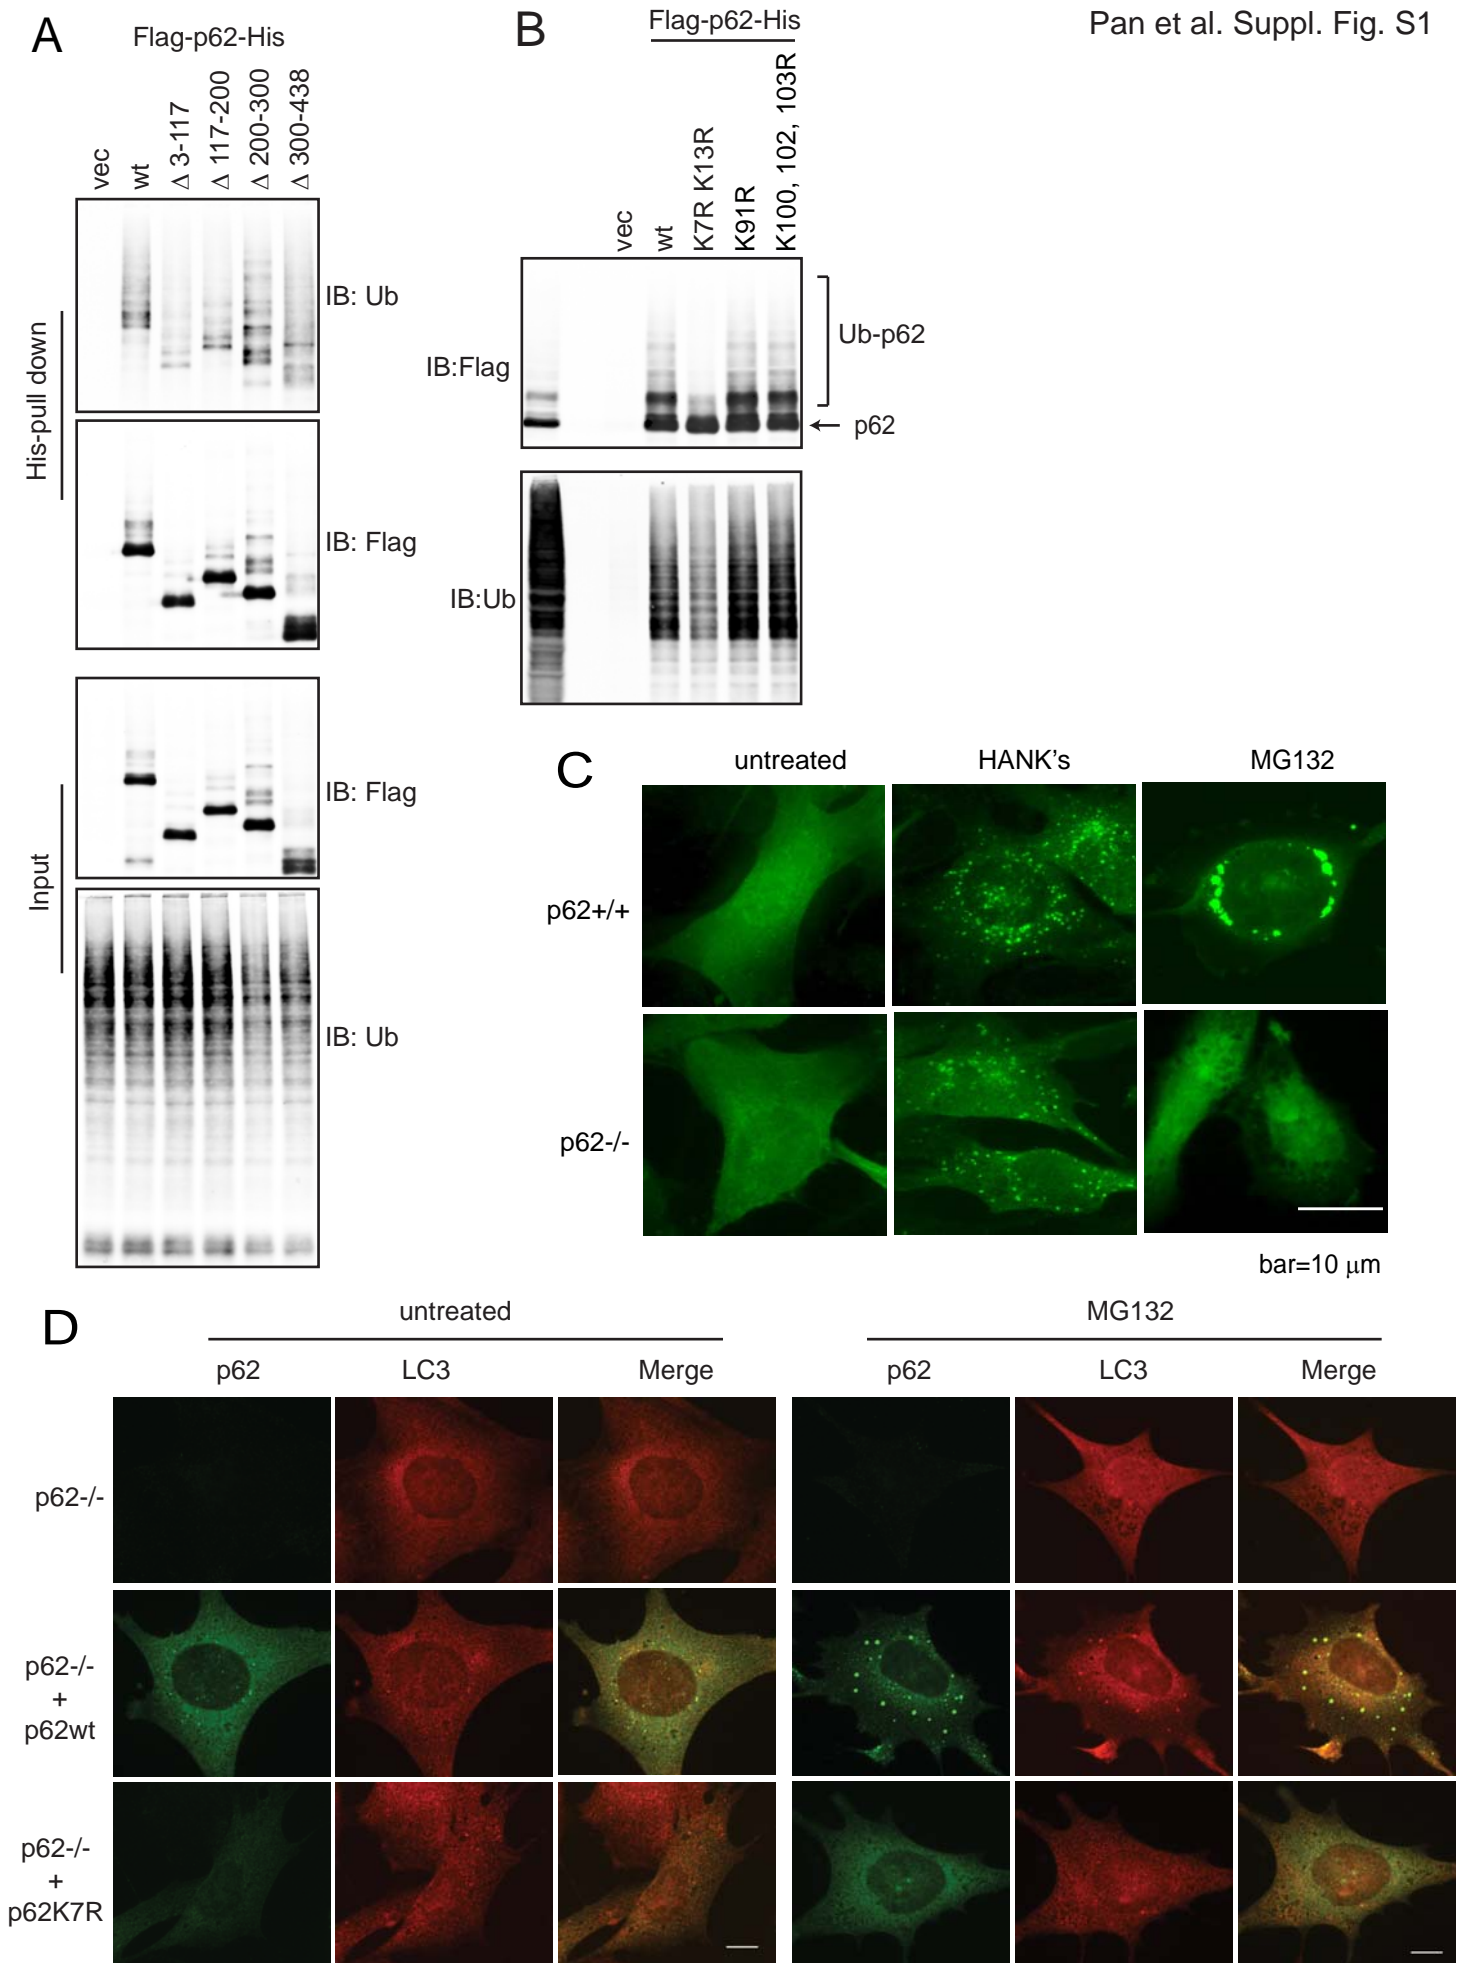 Pan et al. Suppl. Fig. S1
A
Flag-p62-His
vec
wt
Δ 3-117
Δ 117-200
Δ 200-300
Δ 300-438
His-pull down
IB: Ub
IB: Flag
Input
IB: Flag
IB: Ub
B
Flag-p62-His
vec
wt
K7R K13R
K91R
K100, 102, 103R
IB:Flag
Ub-p62
p62
IB:Ub
C
untreated HANK's MG132
p62+/+
p62-/-
bar=10 μm
D
untreated MG132
p62 LC3 Merge p62 LC3 Merge
p62-/-
p62-/-
+
p62wt
p62-/-
+
p62K7R